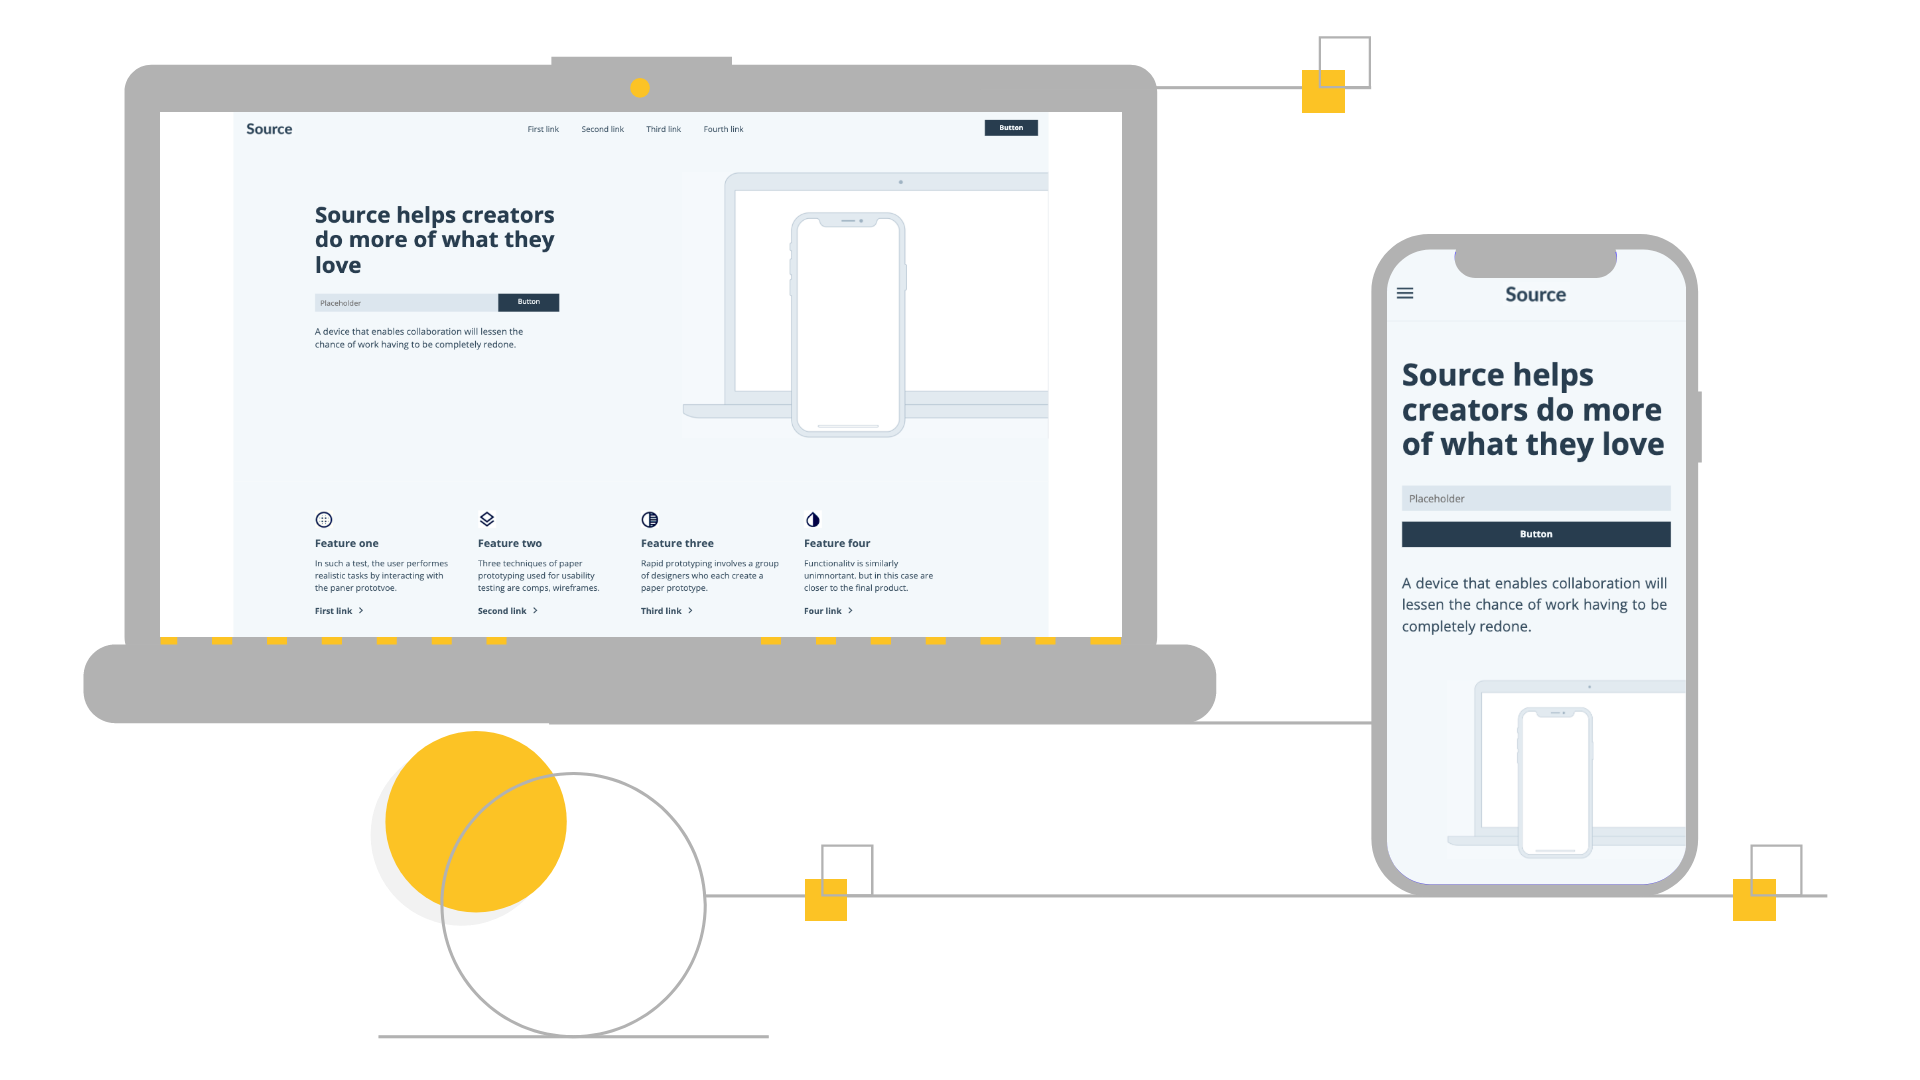 Source
First link Second link Third link Fourth link
Button
Source helps creators
do more of what they
love
Placeholder
Button
A device that enables collaboration will lessen the
chance of work having to be completely redone.
Feature one
In such a test, the user performes
realistic tasks by interacting with
the paner prototvoe.
First link
Feature two
Three techniques of paper
prototyping used for usability
testing are comps, wireframes.
Second link
Feature three
Rapid prototyping involves a group
of designers who each create a
paper prototype.
Third link
Feature four
Functionalitv is similarly
unimnortant, but in this case are
closer to the final product.
Four link
Source
Source helps
creators do more
of what they love
Placeholder
Button
A device that enables collaboration will
lessen the chance of work having to be
completely redone.